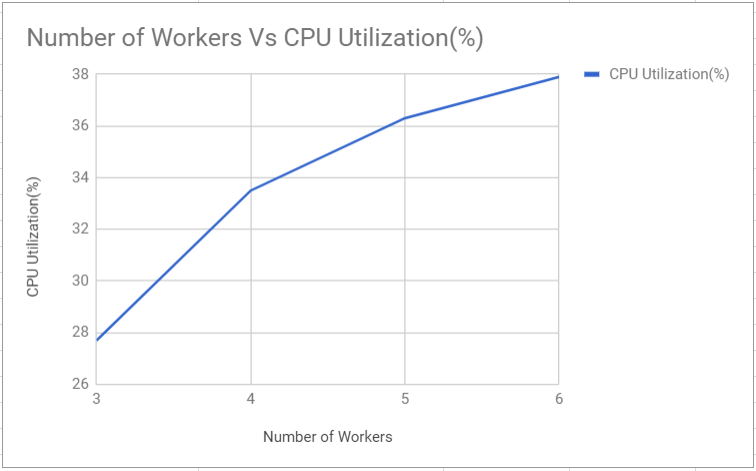 Number of Workers Vs CPU Utilization(%)
CPU Utilization(%)
CPU Utilization(%)
38
36
34
32
30
28
26
3 4 5 6
Number of Workers